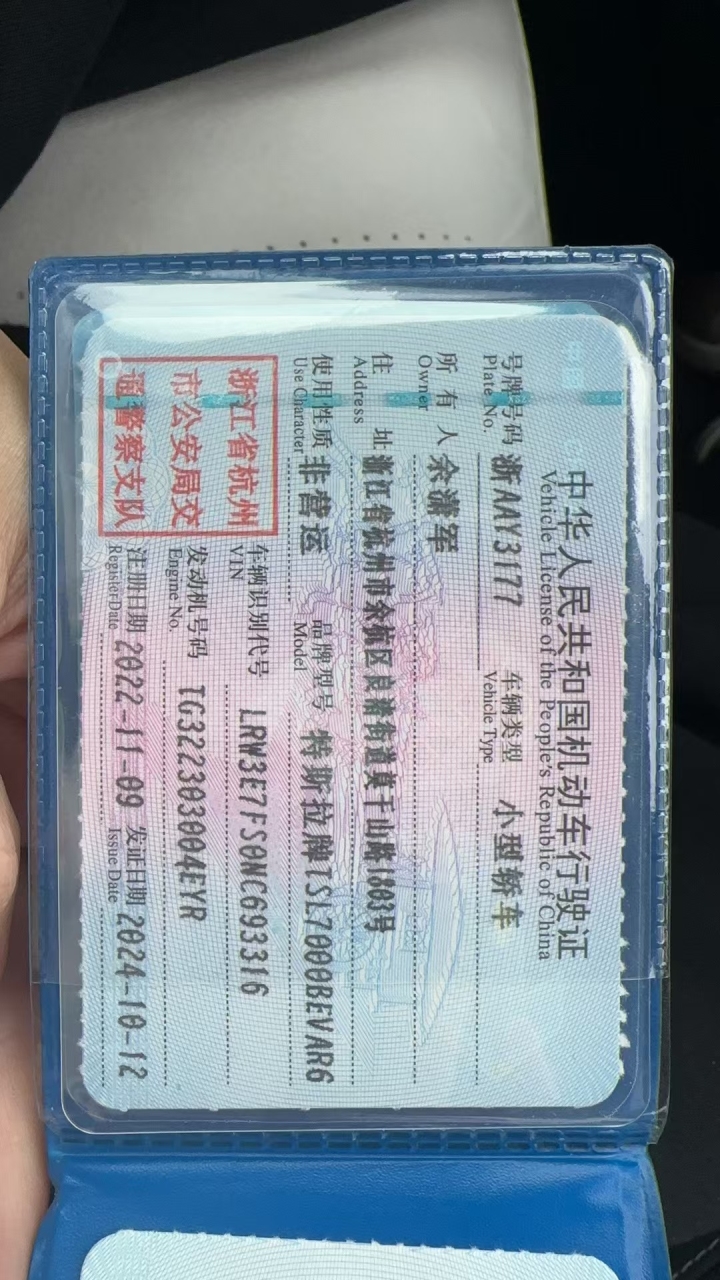 中华人民共和国机动车行驶证
Vehicle License of the People's Republic of China
号牌号码 浙AAY3177 车辆类型 小型轿车
Plate No. Vehicle Type
所有人 余潇军
Owner
住址 浙江省杭州市余杭区良渚街道莫干山路1883号
Address
使用性质 非营运 品牌型号 特斯拉牌TSL7000BEVAR6
Use Character Model
浙江省杭州市公安局交通警察支队
车辆识别代号 LRW3E7FS0NC693316
VIN
发动机号码 TG3222303004EYR
Engine No.
注册日期 2022-11-09 发证日期 2024-10-12
Register Date Issue Date